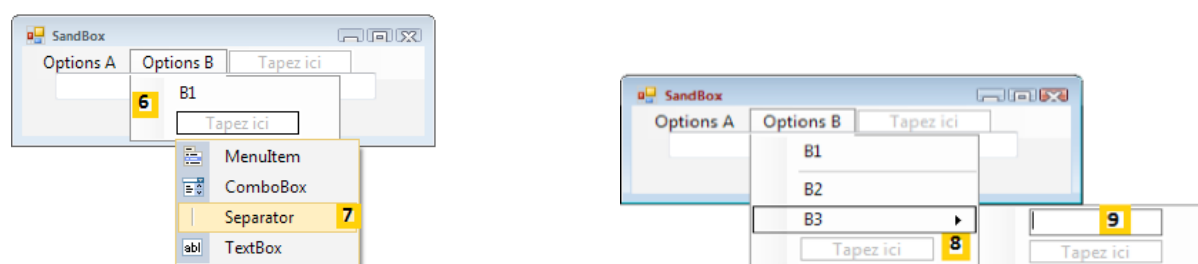 SandBox
Options A Options B Tapez ici
6 B1
Tapez ici
MenuItem
ComboBox
Separator 7
abl TextBox
SandBox
Options A Options B Tapez ici
B1
B2
B3 9
Tapez ici 8 Tapez ici